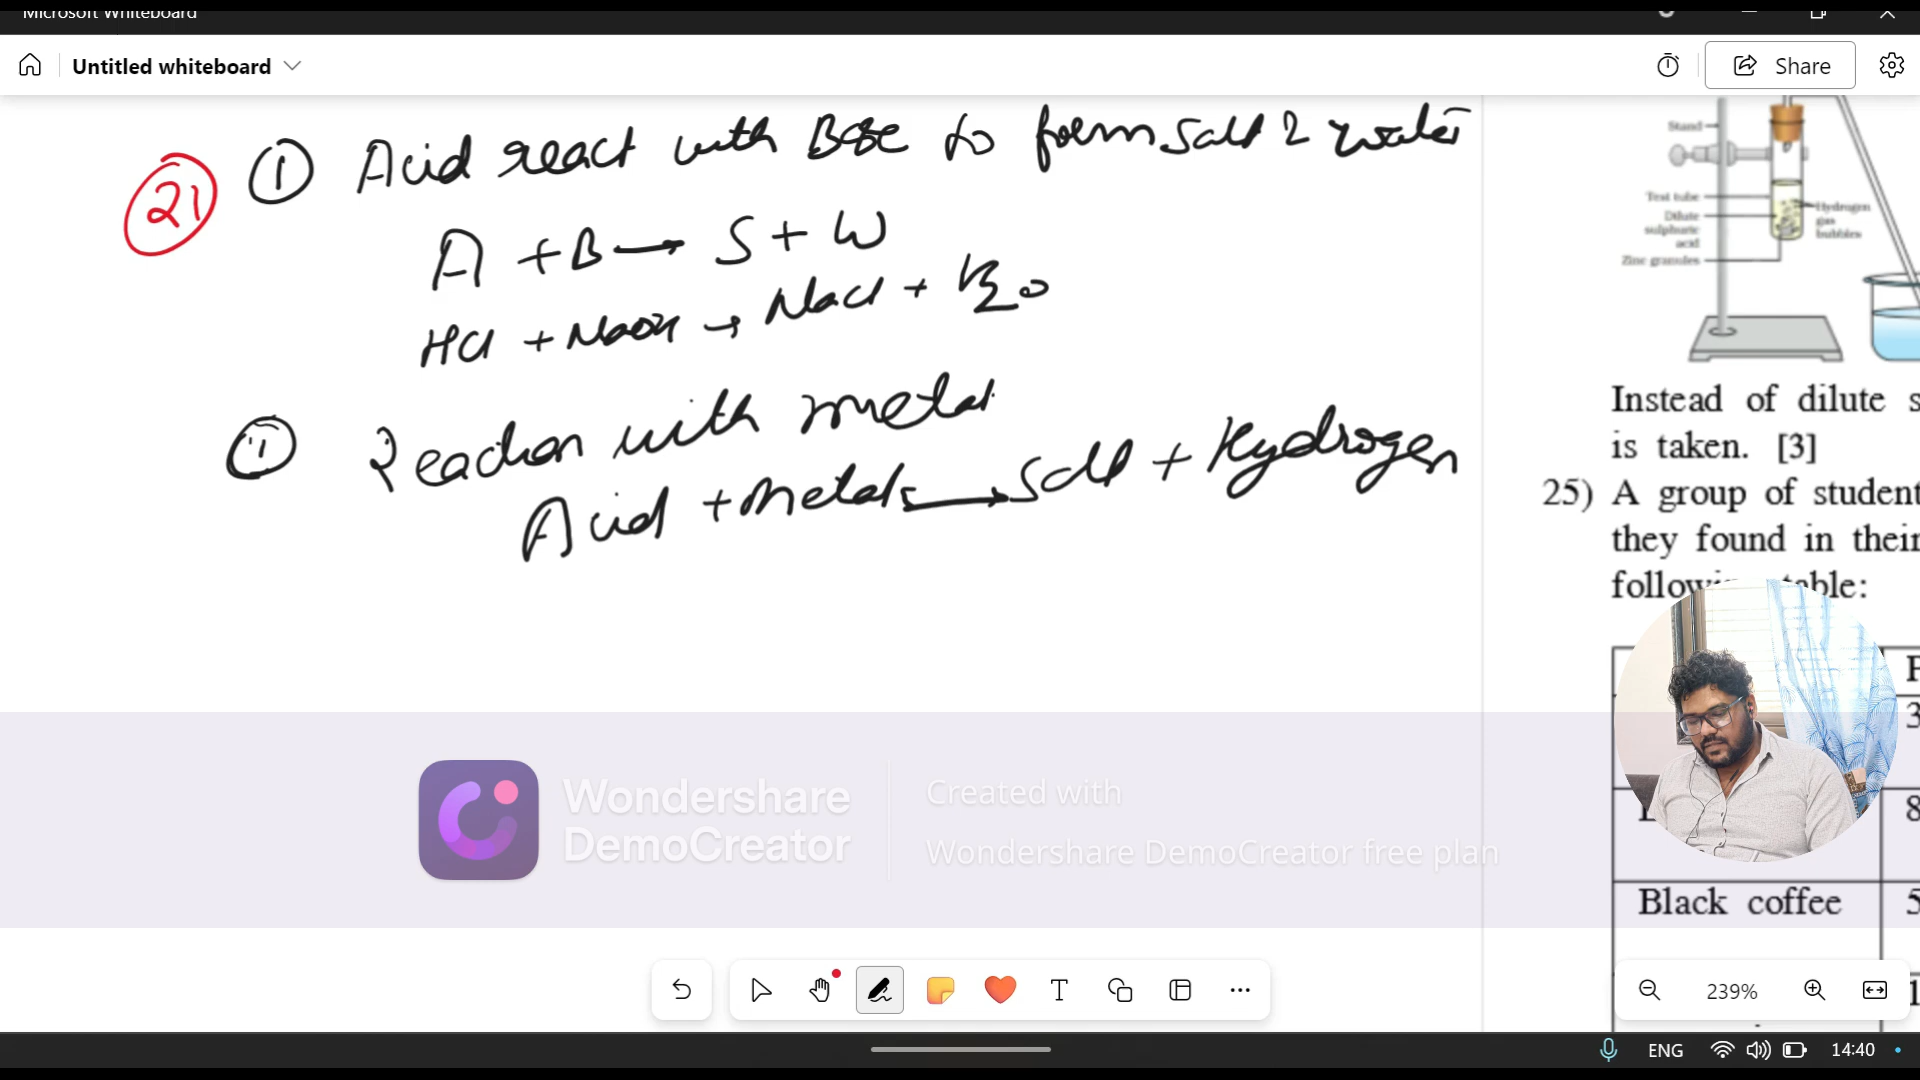 Microsoft Whiteboard
Untitled whiteboard
Share
21
① Acid react with Base to form salt & water
A + B → S + W
HCl + NaOH → NaCl + H2O
Reaction with metal
Acid + metals → Salt + Hydrogen
Stand
Test tube
Dilute
sulphuric
acid
Zinc granules
Hydrogen
gas
bubbles
Instead of dilute s
is taken. [3]
25) A group of student
they found in their
following table:
Black coffee
Wondershare
DemoCreator
Created with
Wondershare DemoCreator free plan
239%
ENG
14:40